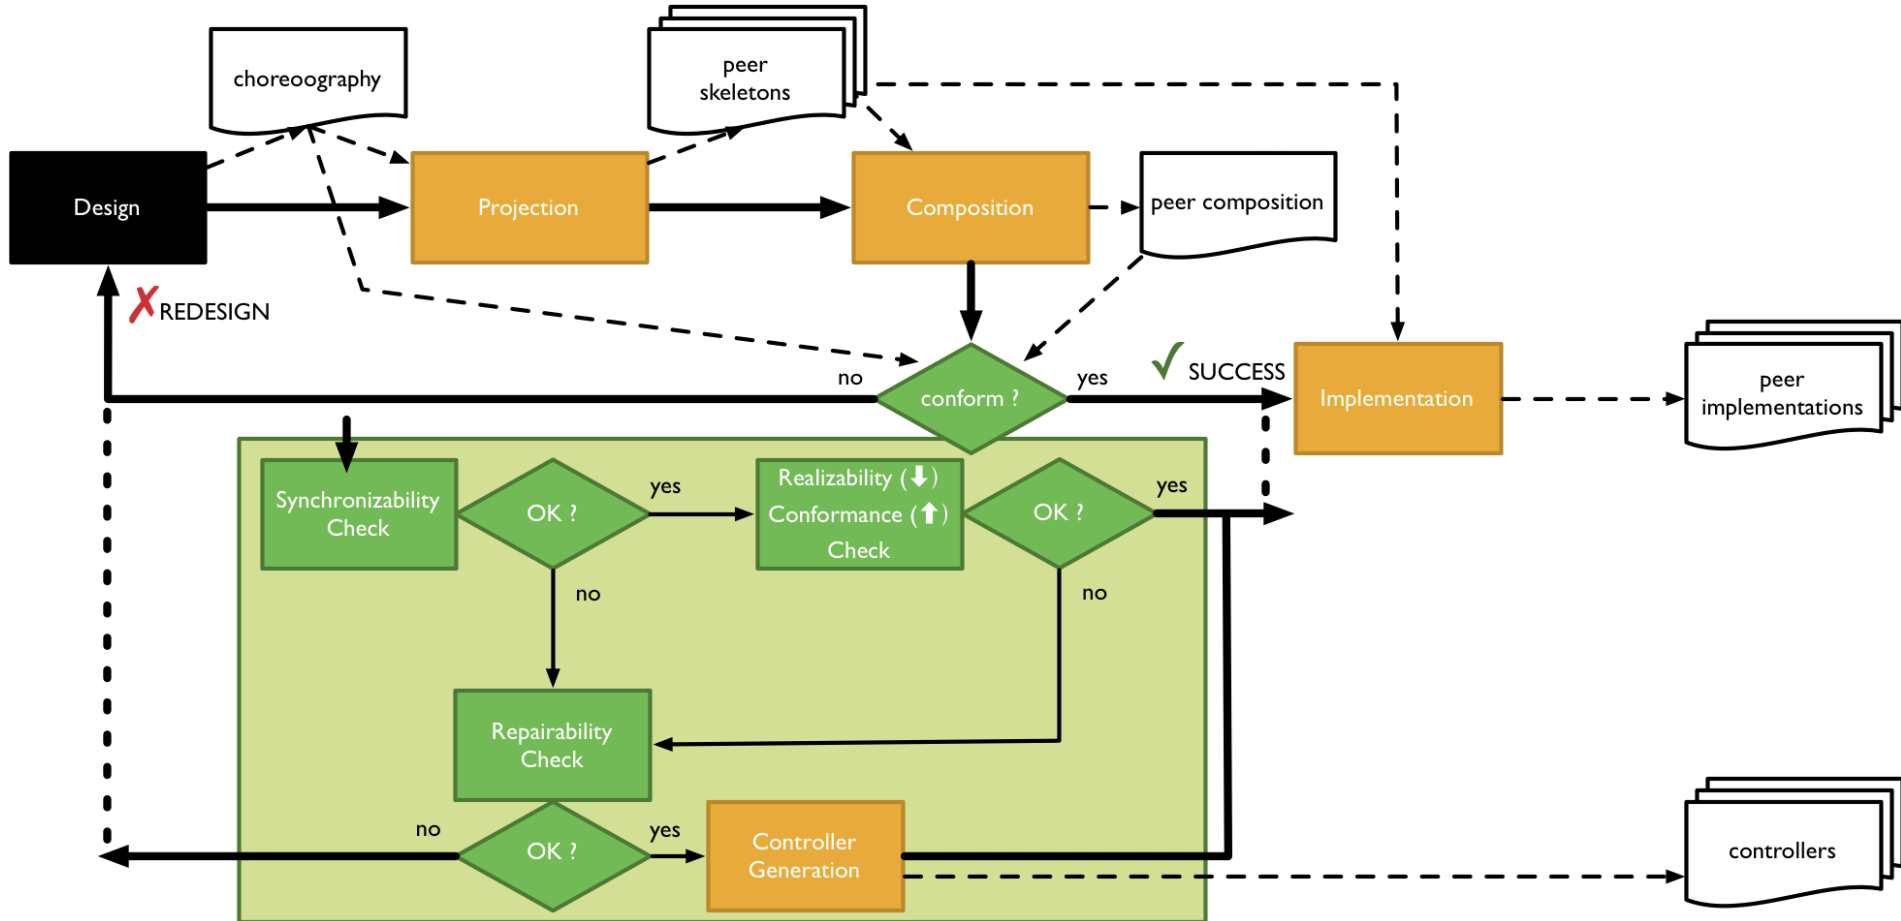 choreoography
peer
skeletons
Design
Projection
Composition
peer composition
✗REDESIGN
no
yes
✓ SUCCESS
conform ?
Implementation
peer
implementations
Synchronizability
Check
OK ?
yes
Realizability (⬇)
Conformance (⬆)
Check
OK ?
yes
no
no
Repairability
Check
no
OK ?
yes
Controller
Generation
controllers